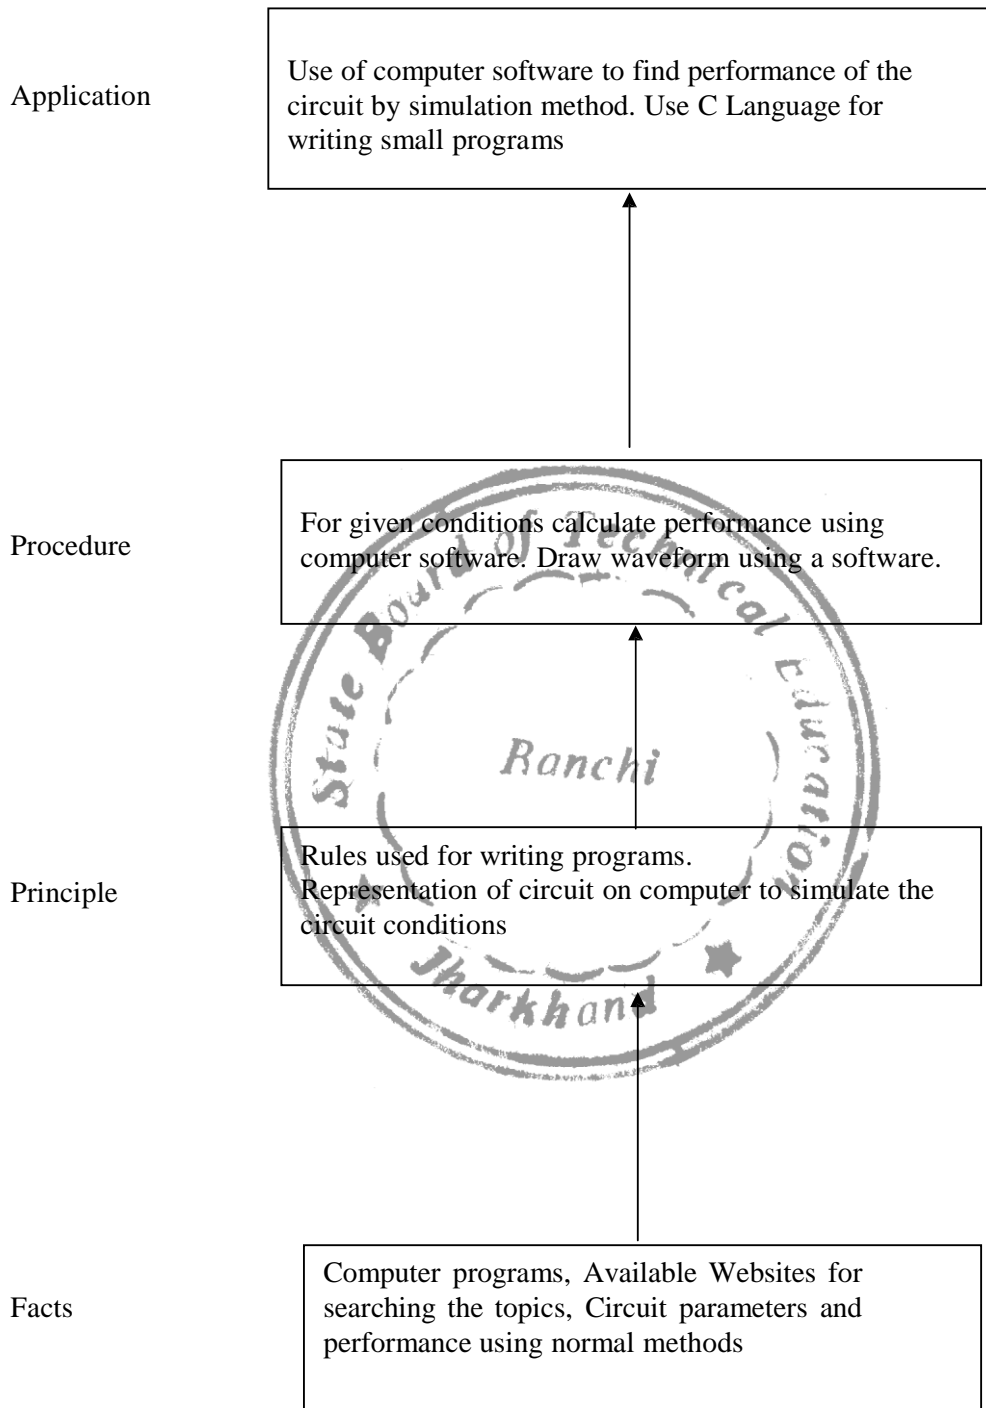 Application
Use of computer software to find performance of the
circuit by simulation method. Use C Language for
writing small programs
Procedure
For given conditions calculate performance using
computer software. Draw waveform using a software.
State Board of Technical Education
Ranchi
Jharkhand
Principle
Rules used for writing programs.
Representation of circuit on computer to simulate the
circuit conditions
Facts
Computer programs, Available Websites for
searching the topics, Circuit parameters and
performance using normal methods